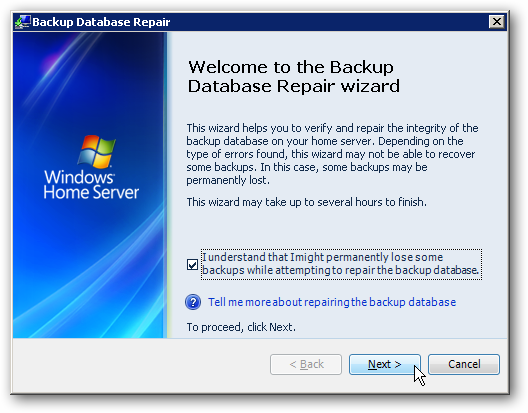 Backup Database Repair
Welcome to the Backup
Database Repair wizard
This wizard helps you to verify and repair the integrity of the
backup database on your home server. Depending on the
type of errors found, this wizard may not be able to recover
some backups. In this case, some backups may be
permanently lost.
This wizard may take up to several hours to finish.
Windows
Home Server
I understand that I might permanently lose some
backups while attempting to repair the backup database.
? Tell me more about repairing the backup database
To proceed, click Next.
< Back
Next >
Cancel